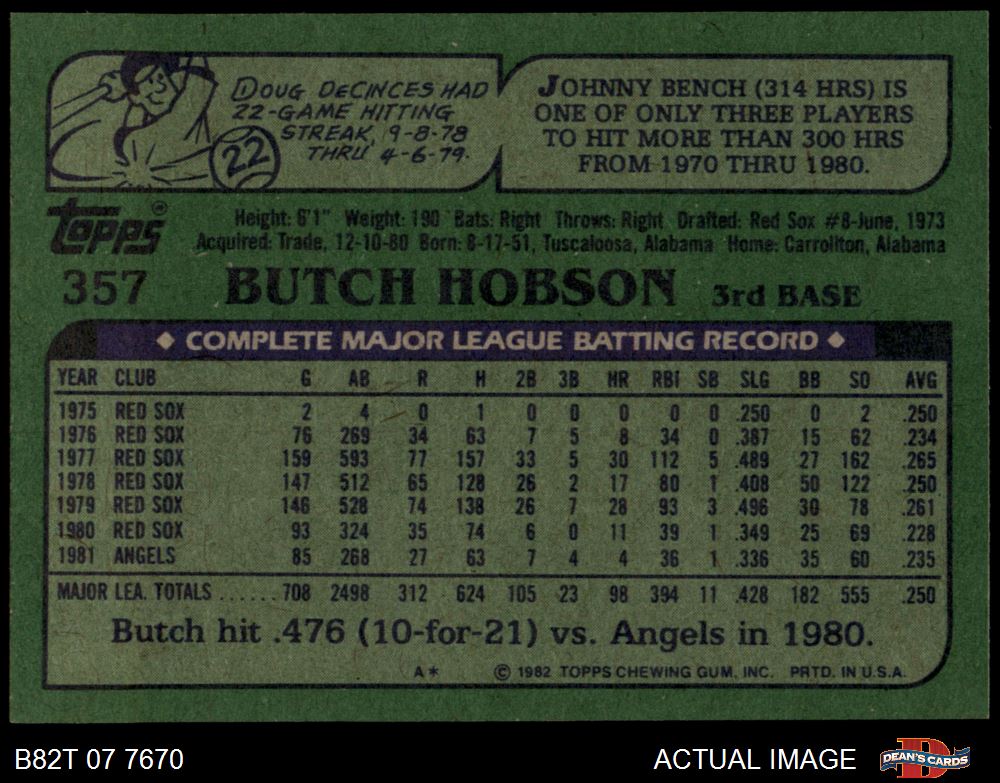 DOUG DECINCES HAD
22-GAME HITTING
STREAK, 9-8-78
THRU 4-6-79.
22
JOHNNY BENCH (314 HRS) IS
ONE OF ONLY THREE PLAYERS
TO HIT MORE THAN 300 HRS
FROM 1970 THRU 1980.
topps®
Height: 6'1" Weight: 190 Bats: Right Throws: Right Drafted: Red Sox #8-June, 1973
Acquired: Trade, 12-10-80 Born: 8-17-51, Tuscaloosa, Alabama Home: Carrollton, Alabama
357 BUTCH HOBSON 3rd BASE
◆ COMPLETE MAJOR LEAGUE BATTING RECORD ◆
YEAR CLUB G AB R H 2B 3B HR RBI SB SLG BB SO AVG
1975 RED SOX 2 4 0 1 0 0 0 0 0 .250 0 2 .250
1976 RED SOX 76 269 34 63 7 5 8 34 0 .387 15 62 .234
1977 RED SOX 159 593 77 157 33 5 30 112 5 .489 27 162 .265
1978 RED SOX 147 512 65 128 26 2 17 80 1 .408 50 122 .250
1979 RED SOX 146 528 74 138 26 7 28 93 3 .496 30 78 .261
1980 RED SOX 93 324 35 74 6 0 11 39 1 .349 25 69 .228
1981 ANGELS 85 268 27 63 7 4 4 36 1 .336 35 60 .235
MAJOR LEA. TOTALS ......708 2498 312 624 105 23 98 394 11 .428 182 555 .250
Butch hit .476 (10-for-21) vs. Angels in 1980.
A* © 1982 TOPPS CHEWING GUM, INC. PRTD. IN U.S.A.
B82T 07 7670 ACTUAL IMAGE D DEAN'S CARDS